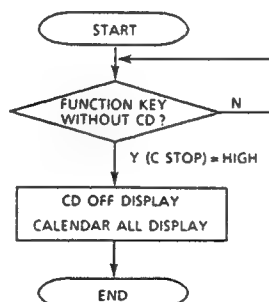 START
FUNCTION KEY
WITHOUT CD?
N
Y (C STOP) = HIGH
CD OFF DISPLAY
CALENDAR ALL DISPLAY
END